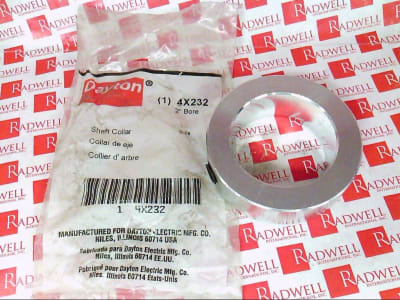 Dayton®
(1) 4X232
2" Bore
Shaft Collar
Collar de eje
Collier d' arbre
1 4X232
MANUFACTURED FOR DAYTON ELECTRIC MFG. CO.
NILES, ILLINOIS 60714 USA
Fabricado para Dayton Electric Mfg. Co.
Niles, Illinois 60714 EE.UU.
Fabriqué pour Dayton Electric Mfg. Co.
Niles, Illinois 60714 États-Unis
RADWELL
INTERNATIONAL, INC.